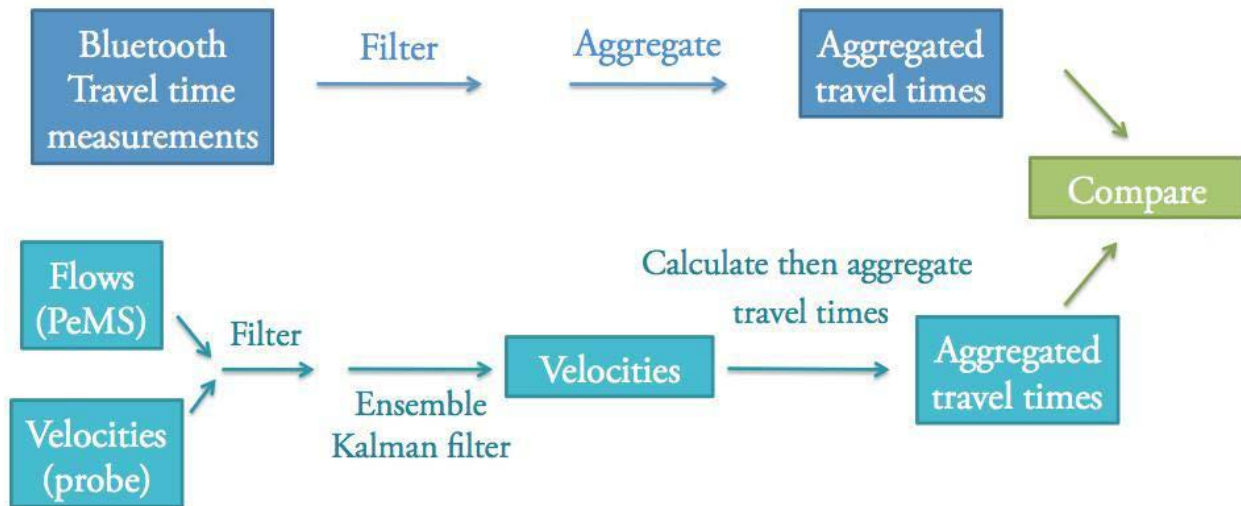 Bluetooth
Travel time
measurements
Filter
Aggregate
Aggregated
travel times
Compare
Flows
(PeMS)
Velocities
(probe)
Filter
Ensemble
Kalman filter
Velocities
Calculate then aggregate
travel times
Aggregated
travel times